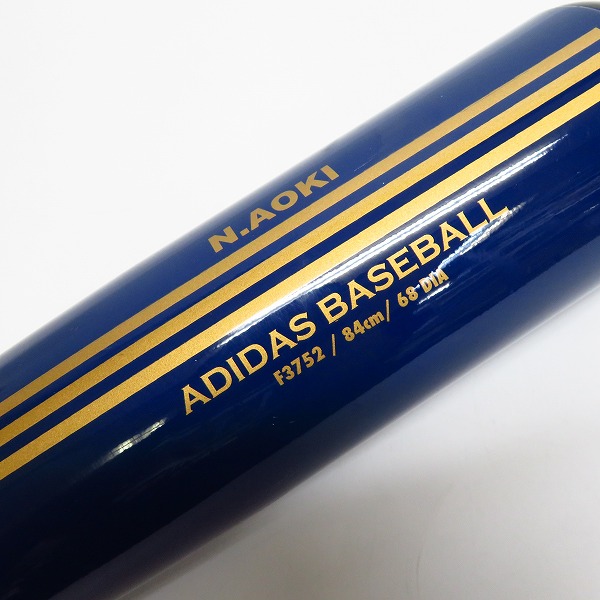 N.AOKI
ADIDAS BASEBALL
F3752 / 84cm/ 68 DIA